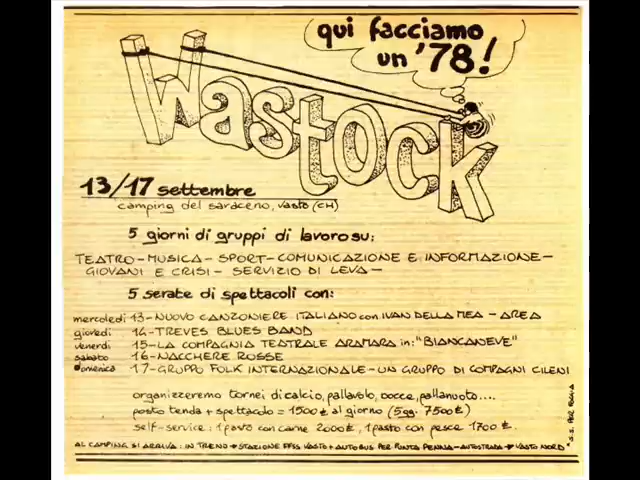 qui facciamo
un '78!
Wastock
13/17 settembre
camping del saraceno, vasto (CH)
5 giorni di gruppi di lavoro su:
TEATRO - MUSICA - SPORT - COMUNICAZIONE E INFORMAZIONE -
GIOVANI E CRISI - SERVIZIO DI LEVA -
5 serate di spettacoli con:
mercoledì 13 - NUOVO CANZONIERE ITALIANO con IVAN DELLA MEA - AREA
giovedì 14 - TREVES BLUES BAND
venerdì 15 - LA COMPAGNIA TEATRALE ARAMARA in: "BIANCANEVE"
sabato 16 - NACCHERE ROSSE
domenica 17 - GRUPPO FOLK INTERNAZIONALE - UN GRUPPO DI COMPAGNI CILENI
organizzeremo tornei di calcio, pallavolo, bocce, pallanuoto....
posto tenda + spettacolo = 1500 £ al giorno (5 gg. 7500 £)
self-service: 1 pasto con carne 2000 £, 1 pasto con pesce 1700 £.
AL CAMPING SI ARRIVA: IN TRENO → STAZIONE FFSS VASTO + AUTOBUS PER PUNTA PENNA - AUTOSTRADA → VASTO NORD *
* S.S. PER FOGGIA